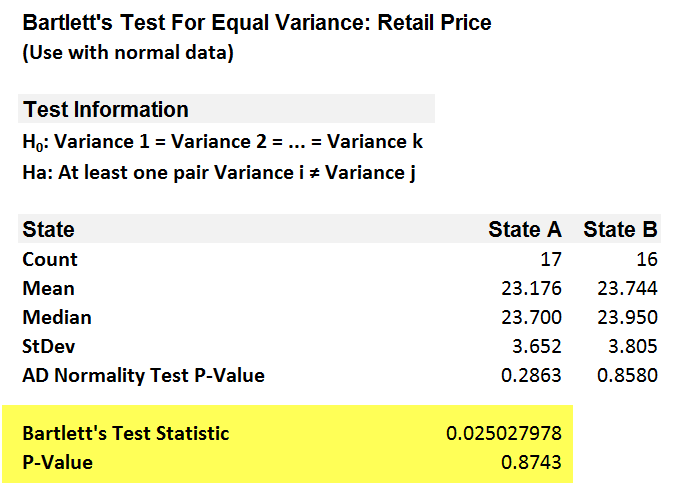 Bartlett's Test For Equal Variance: Retail Price
(Use with normal data)
Test Information
H₀: Variance 1 = Variance 2 = ... = Variance k
Ha: At least one pair Variance i ≠ Variance j
State State A State B
Count 17 16
Mean 23.176 23.744
Median 23.700 23.950
StDev 3.652 3.805
AD Normality Test P-Value 0.2863 0.8580
Bartlett's Test Statistic 0.025027978
P-Value 0.8743